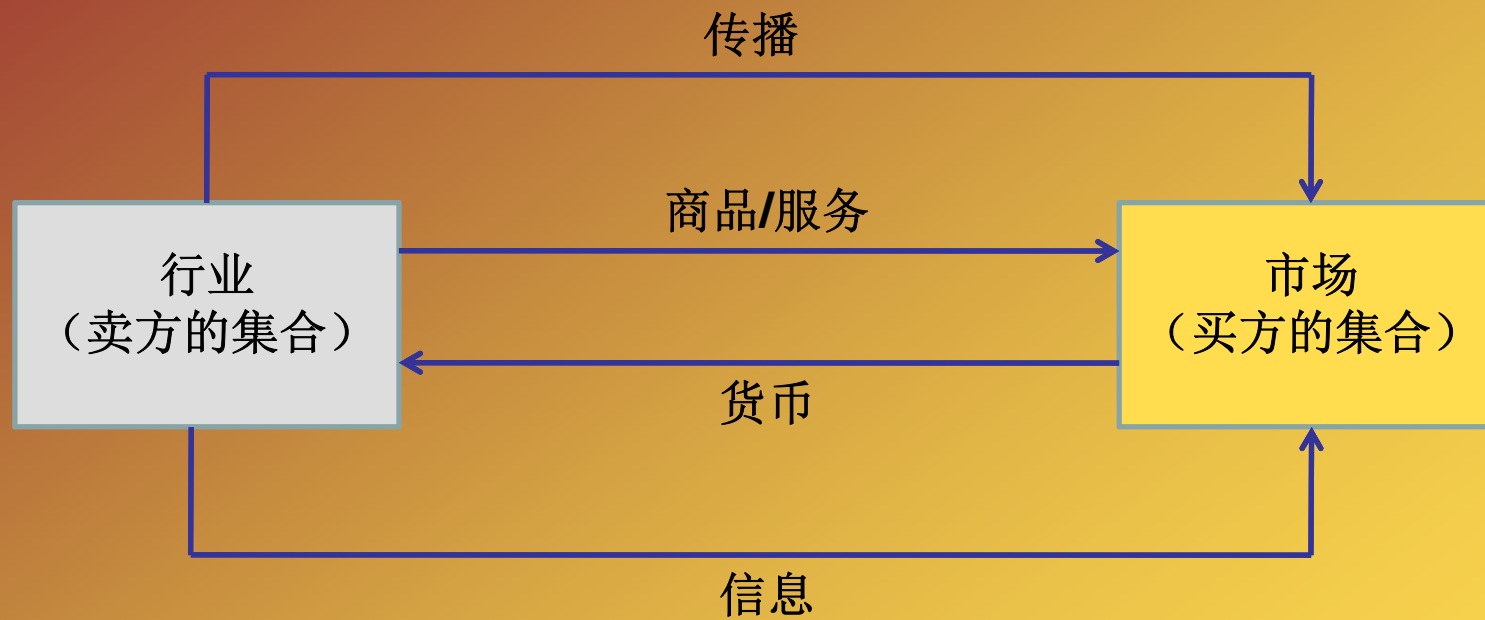 传播
商品/服务
行业
（卖方的集合）
市场
（买方的集合）
货币
信息